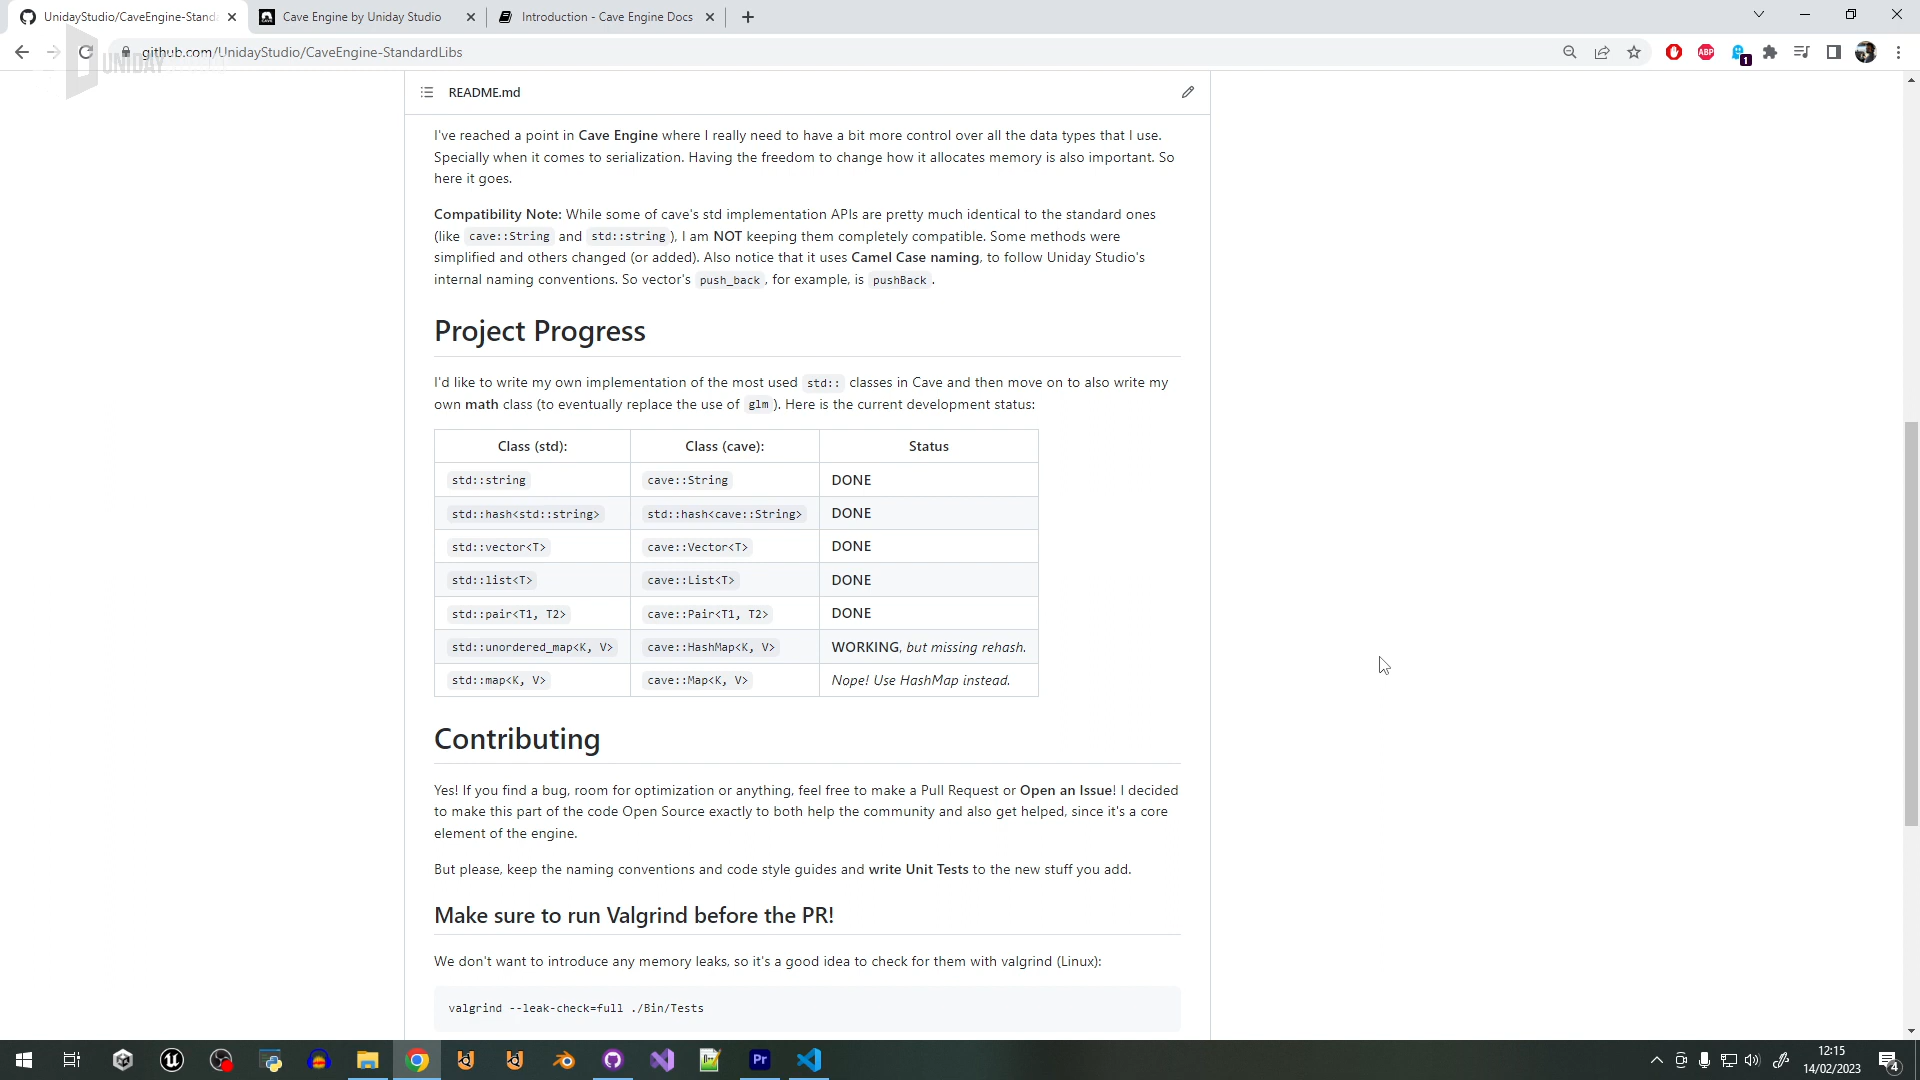 UnidayStudio/CaveEngine-Standa
Cave Engine by Uniday Studio
Introduction - Cave Engine Docs
github.com/UnidayStudio/CaveEngine-StandardLibs
UNIDAY
ABP
1
README.md
I've reached a point in Cave Engine where I really need to have a bit more control over all the data types that I use.
Specially when it comes to serialization. Having the freedom to change how it allocates memory is also important. So
here it goes.
Compatibility Note: While some of cave's std implementation APIs are pretty much identical to the standard ones
(like cave::String and std::string ), I am NOT keeping them completely compatible. Some methods were
simplified and others changed (or added). Also notice that it uses Camel Case naming, to follow Uniday Studio's
internal naming conventions. So vector's push_back , for example, is pushBack .
Project Progress
I'd like to write my own implementation of the most used std:: classes in Cave and then move on to also write my
own math class (to eventually replace the use of glm ). Here is the current development status:
Class (std): Class (cave): Status
std::string cave::String DONE
std::hash<std::string> std::hash<cave::String> DONE
std::vector<T> cave::Vector<T> DONE
std::list<T> cave::List<T> DONE
std::pair<T1, T2> cave::Pair<T1, T2> DONE
std::unordered_map<K, V> cave::HashMap<K, V> WORKING, but missing rehash.
std::map<K, V> cave::Map<K, V> Nope! Use HashMap instead.
Contributing
Yes! If you find a bug, room for optimization or anything, feel free to make a Pull Request or Open an Issue! I decided
to make this part of the code Open Source exactly to both help the community and also get helped, since it's a core
element of the engine.
But please, keep the naming conventions and code style guides and write Unit Tests to the new stuff you add.
Make sure to run Valgrind before the PR!
We don't want to introduce any memory leaks, so it's a good idea to check for them with valgrind (Linux):
valgrind --leak-check=full ./Bin/Tests
Pr
12:15
14/02/2023
4